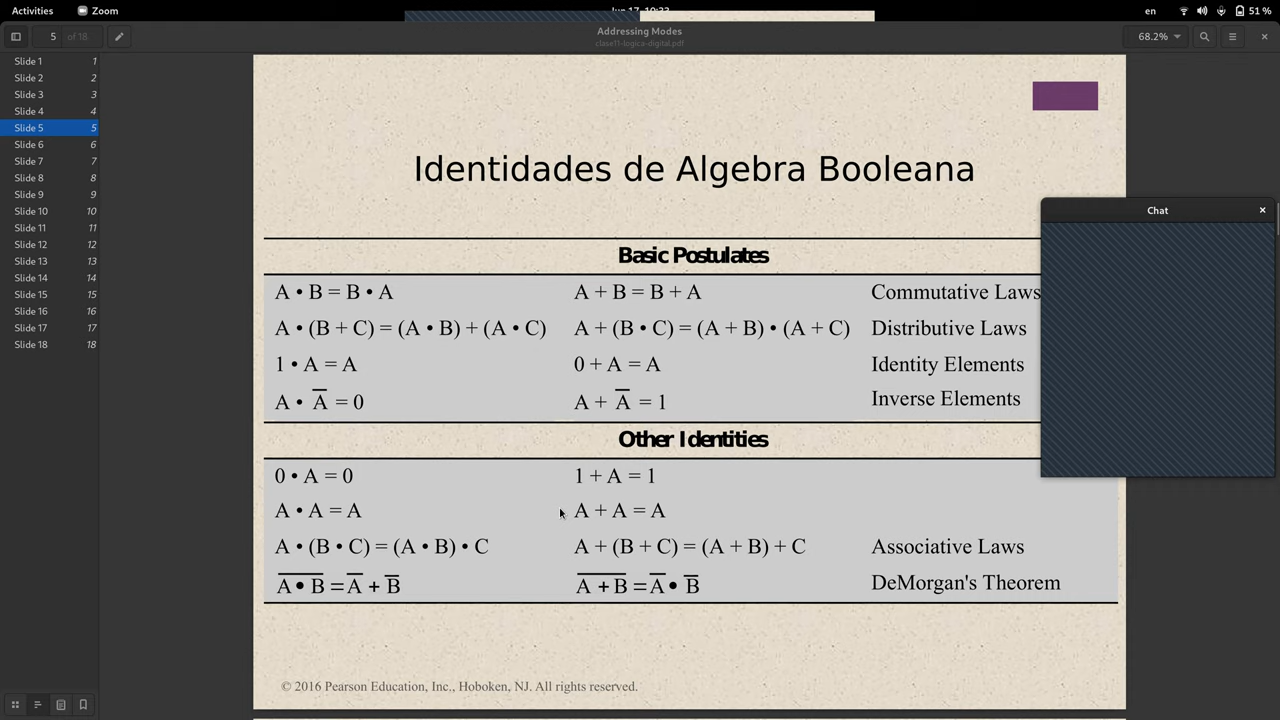 Activities Zoom Jun 17, 10:33 en 51 %
5 of 18 Addressing Modes 68.2%
clase11-logica-digital.pdf
Slide 1 1
Slide 2 2
Slide 3 3
Slide 4 4
Slide 5 5
Slide 6 6
Slide 7 7
Slide 8 8
Slide 9 9
Slide 10 10
Slide 11 11
Slide 12 12
Slide 13 13
Slide 14 14
Slide 15 15
Slide 16 16
Slide 17 17
Slide 18 18
Identidades de Algebra Booleana
Chat
Basic Postulates
A • B = B • A A + B = B + A Commutative Laws
A • (B + C) = (A • B) + (A • C) A + (B • C) = (A + B) • (A + C) Distributive Laws
1 • A = A 0 + A = A Identity Elements
A • A̅ = 0 A + A̅ = 1 Inverse Elements
Other Identities
0 • A = 0 1 + A = 1
A • A = A A + A = A
A • (B • C) = (A • B) • C A + (B + C) = (A + B) + C Associative Laws
A̅ ̅•̅ ̅B̅ = A̅ + B̅ A̅ ̅+̅ ̅B̅ = A̅ • B̅ DeMorgan's Theorem
© 2016 Pearson Education, Inc., Hoboken, NJ. All rights reserved.